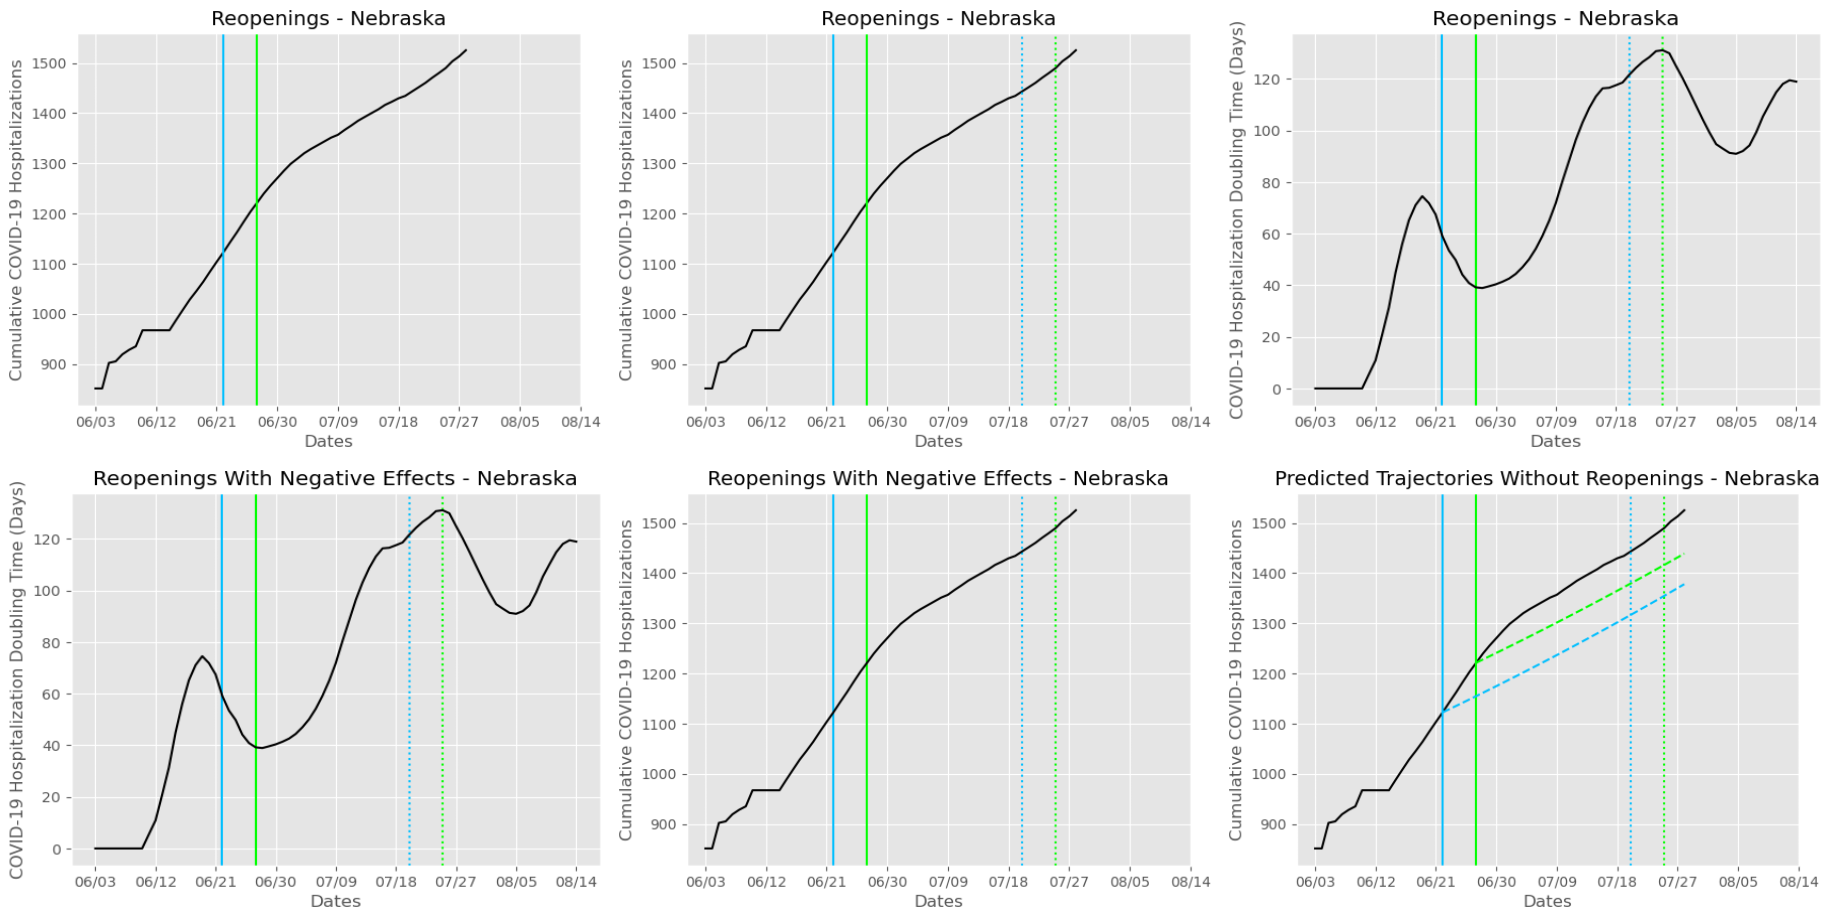 Reopenings - Nebraska
Cumulative COVID-19 Hospitalizations
1500
1400
1300
1200
1100
1000
900
06/03 06/12 06/21 06/30 07/09 07/18 07/27 08/05 08/14
Dates
Reopenings - Nebraska
Cumulative COVID-19 Hospitalizations
1500
1400
1300
1200
1100
1000
900
06/03 06/12 06/21 06/30 07/09 07/18 07/27 08/05 08/14
Dates
Reopenings - Nebraska
COVID-19 Hospitalization Doubling Time (Days)
120
100
80
60
40
20
0
06/03 06/12 06/21 06/30 07/09 07/18 07/27 08/05 08/14
Dates
Reopenings With Negative Effects - Nebraska
COVID-19 Hospitalization Doubling Time (Days)
120
100
80
60
40
20
0
06/03 06/12 06/21 06/30 07/09 07/18 07/27 08/05 08/14
Dates
Reopenings With Negative Effects - Nebraska
Cumulative COVID-19 Hospitalizations
1500
1400
1300
1200
1100
1000
900
06/03 06/12 06/21 06/30 07/09 07/18 07/27 08/05 08/14
Dates
Predicted Trajectories Without Reopenings - Nebraska
Cumulative COVID-19 Hospitalizations
1500
1400
1300
1200
1100
1000
900
06/03 06/12 06/21 06/30 07/09 07/18 07/27 08/05 08/14
Dates